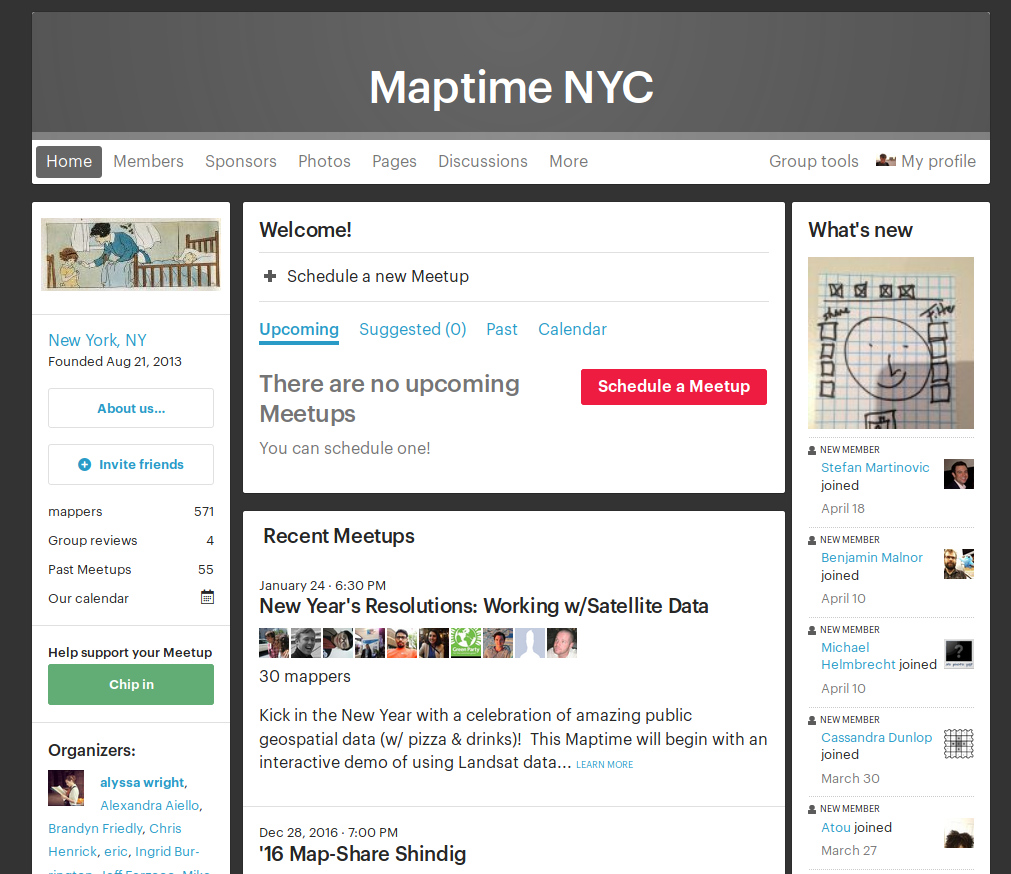 Maptime NYC
Home Members Sponsors Photos Pages Discussions More Group tools My profile
New York, NY
Founded Aug 21, 2013
About us...
Invite friends
mappers 571
Group reviews 4
Past Meetups 55
Our calendar
Help support your Meetup
Chip in
Organizers:
alyssa wright,
Alexandra Aiello,
Brandyn Friedly, Chris
Henrick, eric, Ingrid Bur-
Welcome!
Schedule a new Meetup
Upcoming Suggested (0) Past Calendar
There are no upcoming
Meetups
Schedule a Meetup
You can schedule one!
Recent Meetups
January 24 · 6:30 PM
New Year's Resolutions: Working w/Satellite Data
Green Party
30 mappers
Kick in the New Year with a celebration of amazing public
geospatial data (w/ pizza & drinks)! This Maptime will begin with an
interactive demo of using Landsat data... LEARN MORE
Dec 28, 2016 · 7:00 PM
'16 Map-Share Shindig
What's new
share
Filter
NEW MEMBER
Stefan Martinovic
joined
April 18
NEW MEMBER
Benjamin Malnor
joined
April 10
NEW MEMBER
Michael
Helmbrecht joined
April 10
NEW MEMBER
Cassandra Dunlop
joined
March 30
NEW MEMBER
Atou joined
March 27